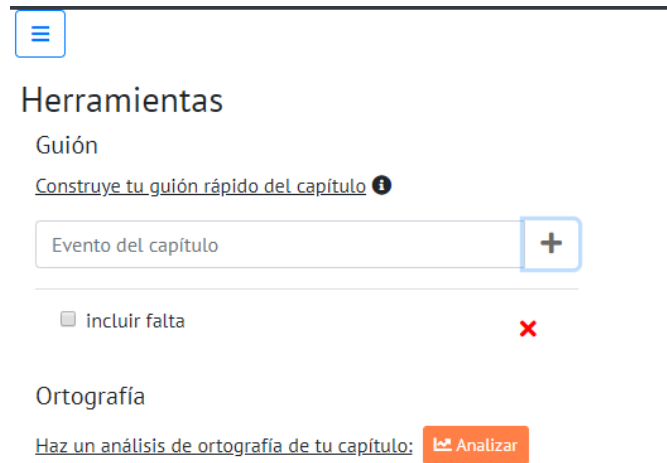 Herramientas
Guión
Construye tu guión rápido del capítulo
Evento del capítulo
incluir falta
Ortografía
Haz un análisis de ortografía de tu capítulo: Analizar